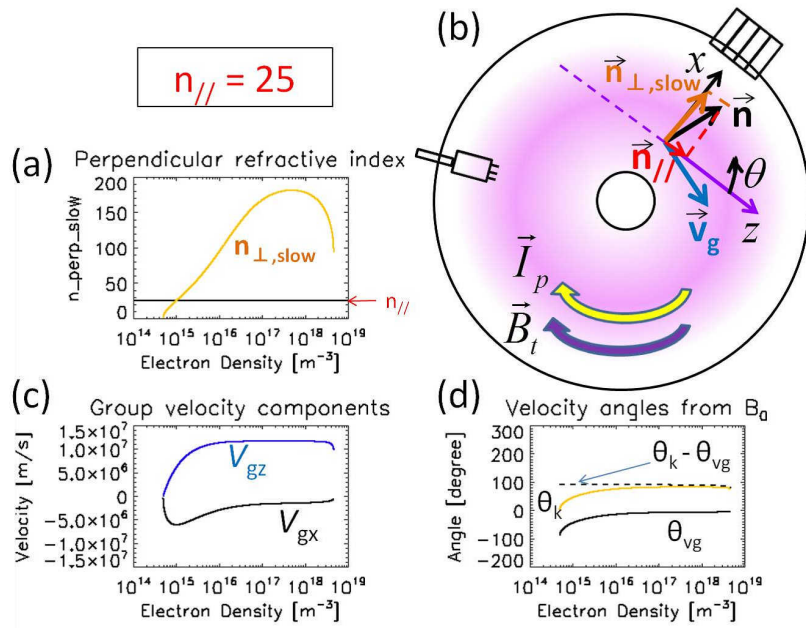 n// = 25
(a)
Perpendicular refractive index
n_perp_slow
200
150
100
50
0
n⊥,slow
n//
10^14 10^15 10^16 10^17 10^18 10^19
Electron Density [m^-3]
(b)
x
n⊥,slow
n
n//
θ
vg
z
Ip
Bt
(c)
Group velocity components
Velocity [m/s]
1.5×10^7
1.0×10^7
5.0×10^6
0
-5.0×10^6
-1.0×10^7
-1.5×10^7
Vgz
Vgx
10^14 10^15 10^16 10^17 10^18 10^19
Electron Density [m^-3]
(d)
Velocity angles from B0
Angle [degree]
300
200
100
0
-100
-200
θk - θvg
θk
θvg
10^14 10^15 10^16 10^17 10^18 10^19
Electron Density [m^-3]